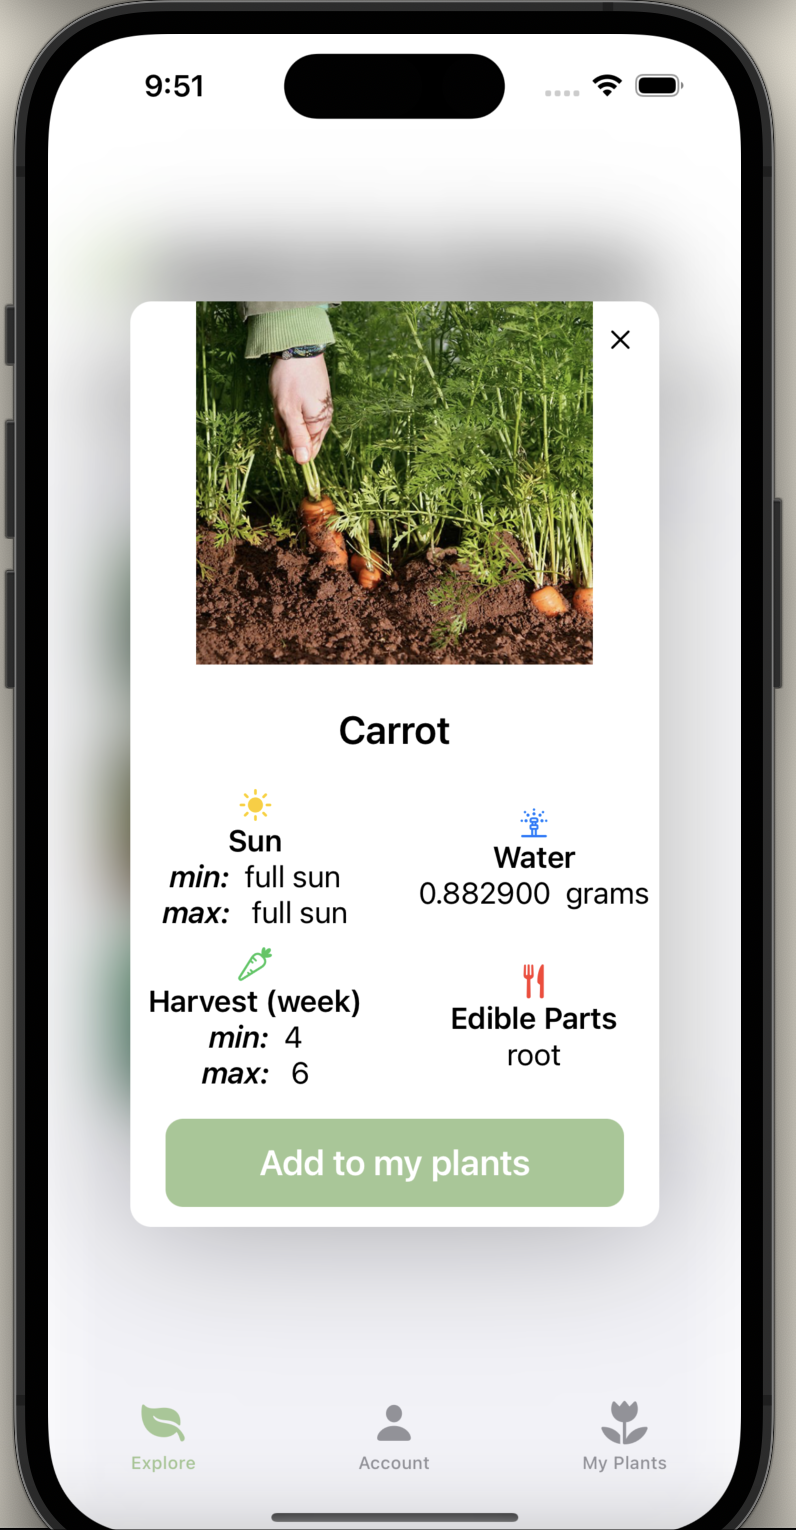 9:51
Carrot
Sun
min: full sun
max: full sun
Water
0.882900 grams
Harvest (week)
min: 4
max: 6
Edible Parts
root
Add to my plants
Explore
Account
My Plants